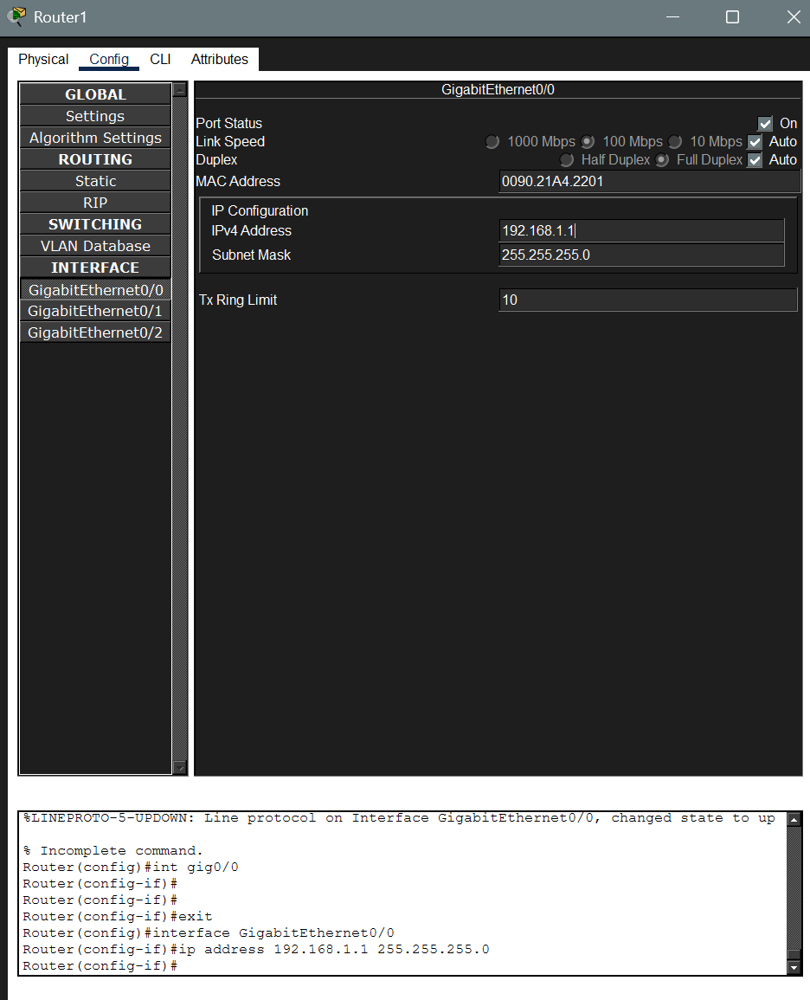 Router1
Physical Config CLI Attributes
GLOBAL
Settings
Algorithm Settings
ROUTING
Static
RIP
SWITCHING
VLAN Database
INTERFACE
GigabitEthernet0/0
GigabitEthernet0/1
GigabitEthernet0/2
GigabitEthernet0/0
Port Status On
Link Speed 1000 Mbps 100 Mbps 10 Mbps Auto
Duplex Half Duplex Full Duplex Auto
MAC Address 0090.21A4.2201
IP Configuration
IPv4 Address 192.168.1.1
Subnet Mask 255.255.255.0
Tx Ring Limit 10
%LINEPROTO-5-UPDOWN: Line protocol on Interface GigabitEthernet0/0, changed state to up
% Incomplete command.
Router(config)#int gig0/0
Router(config-if)#
Router(config-if)#
Router(config-if)#exit
Router(config)#interface GigabitEthernet0/0
Router(config-if)#ip address 192.168.1.1 255.255.255.0
Router(config-if)#